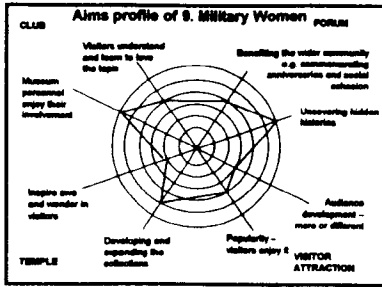 Aims profile of 9. Military Women
CLUB
FORUM
Visitors understand
and learn to love
the topic
Benefiting the wider community
e.g. commemorating
anniversaries and social
cohesion
Museum
personnel
enjoy their
involvement
Uncovering hidden
histories
Inspire awe
and wonder in
visitors
Audience
development –
more or different
Developing and
expanding the
collections
Popularity –
visitors enjoy it
TEMPLE
VISITOR
ATTRACTION